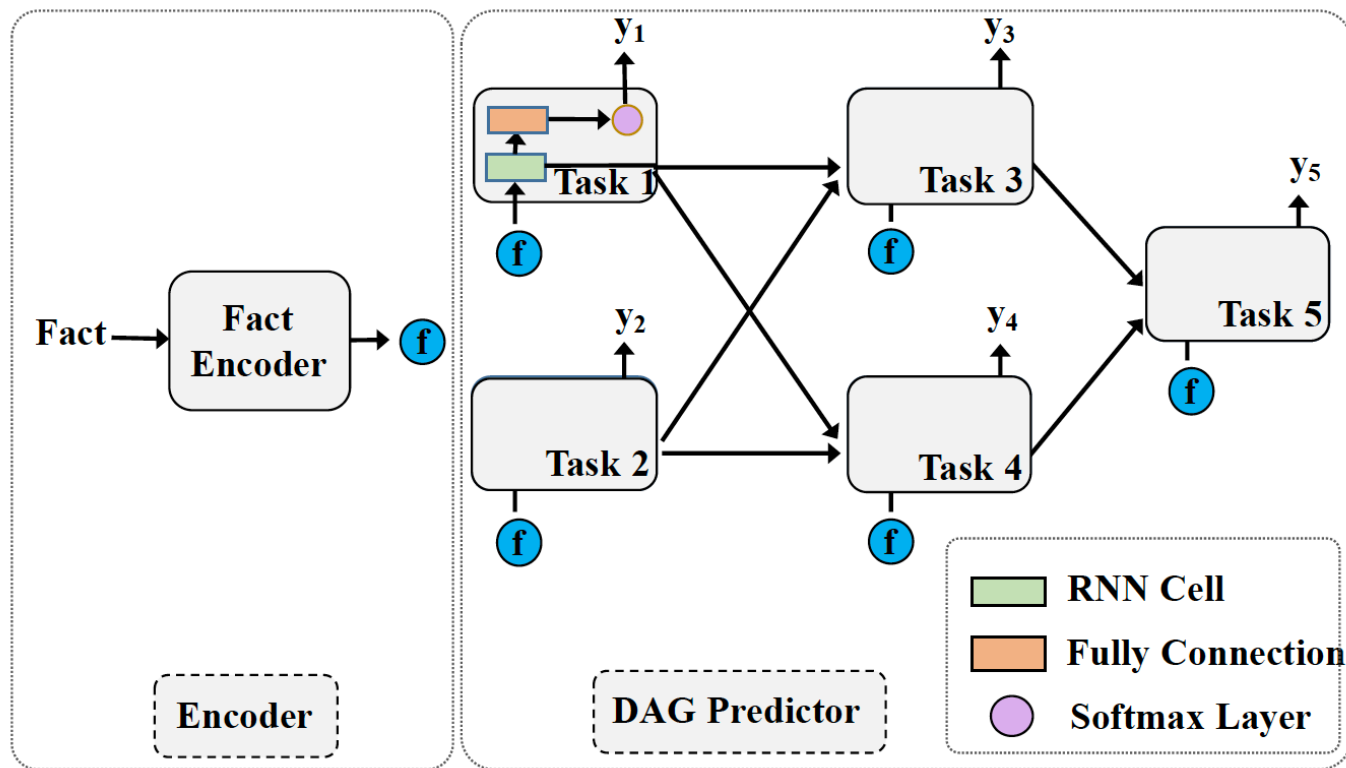 Fact
Fact
Encoder
f
Encoder
y1
Task 1
f
y2
Task 2
f
y3
Task 3
f
y4
Task 4
f
y5
Task 5
f
DAG Predictor
RNN Cell
Fully Connection
Softmax Layer